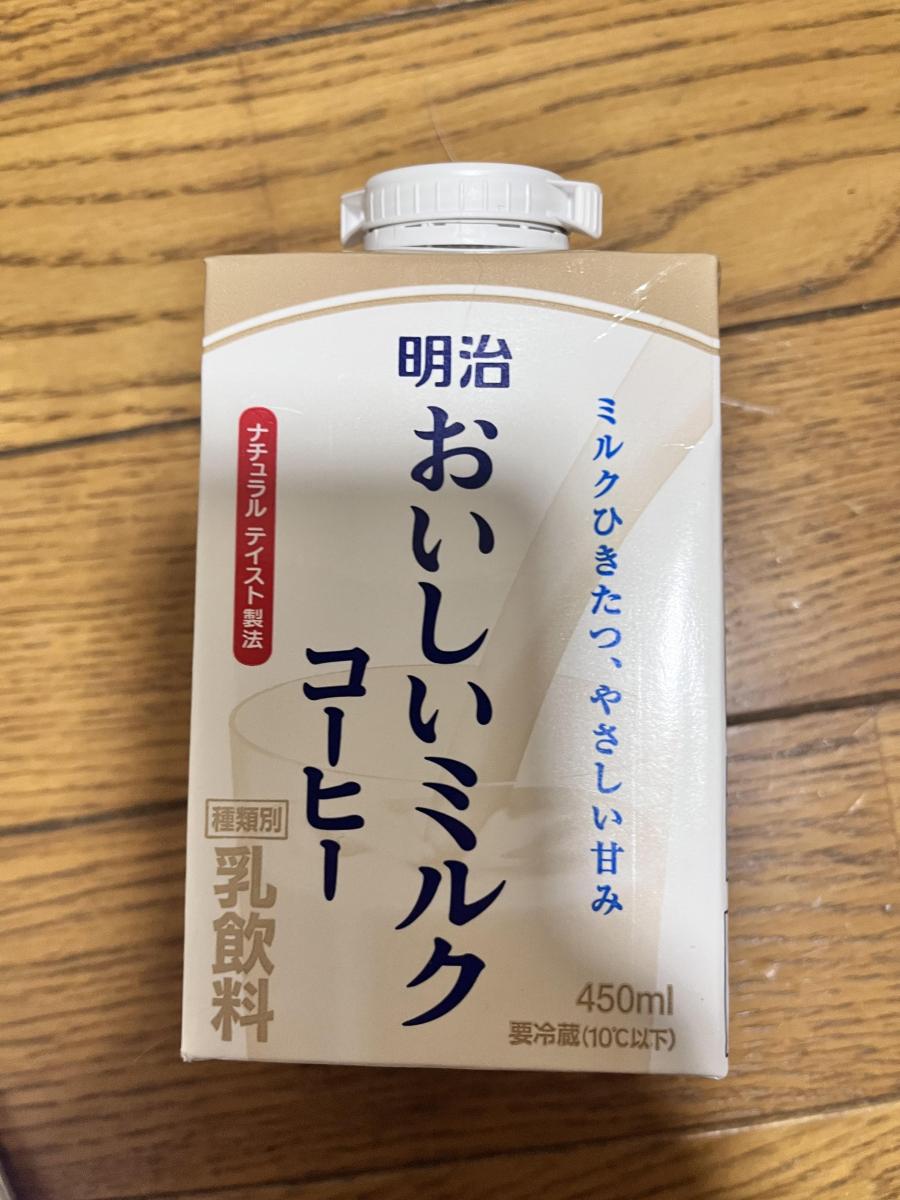 明治
ミルクひきたつ、やさしい甘み
おいしいミルク
コーヒー
ナチュラル テイスト製法
種類別
乳飲料
450ml
要冷蔵(10℃以下)